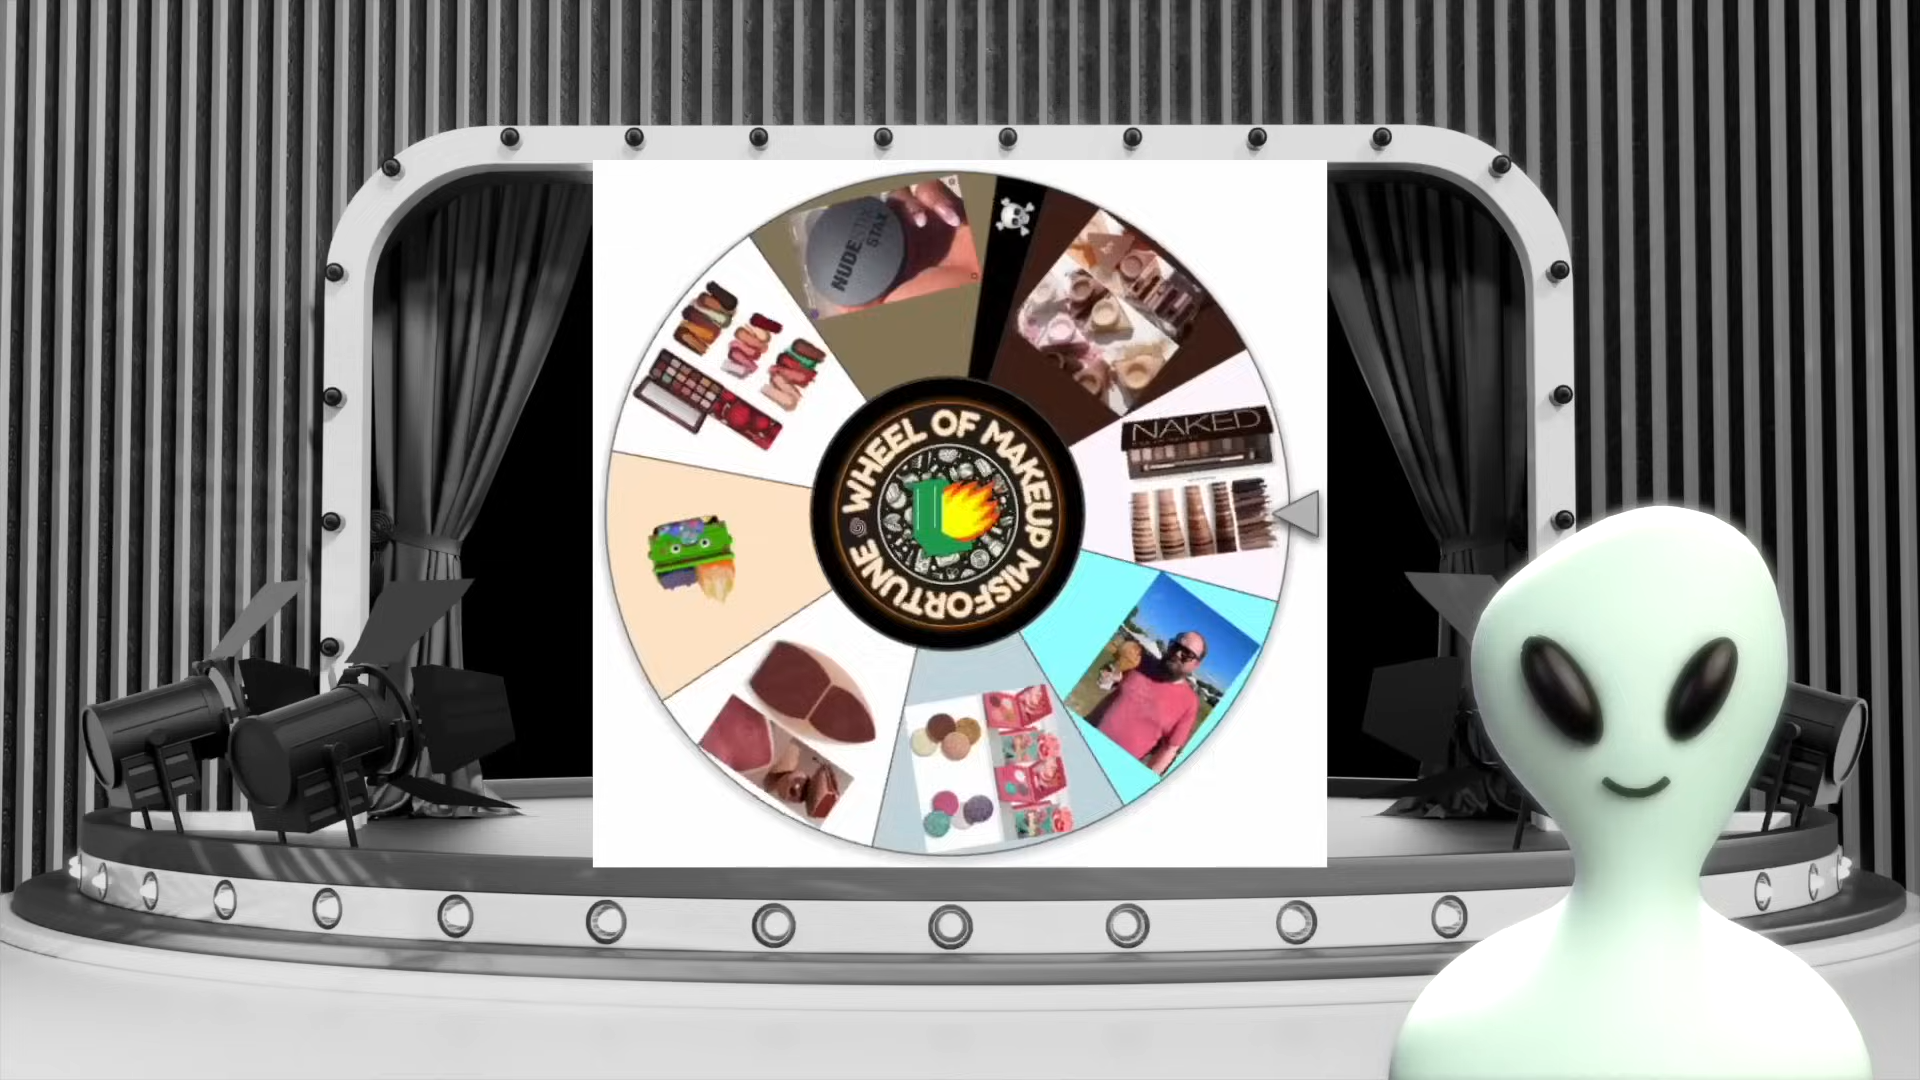 NUDESTIX
STAX
NAKED
WHEEL OF MAKEUP MISFORTUNE